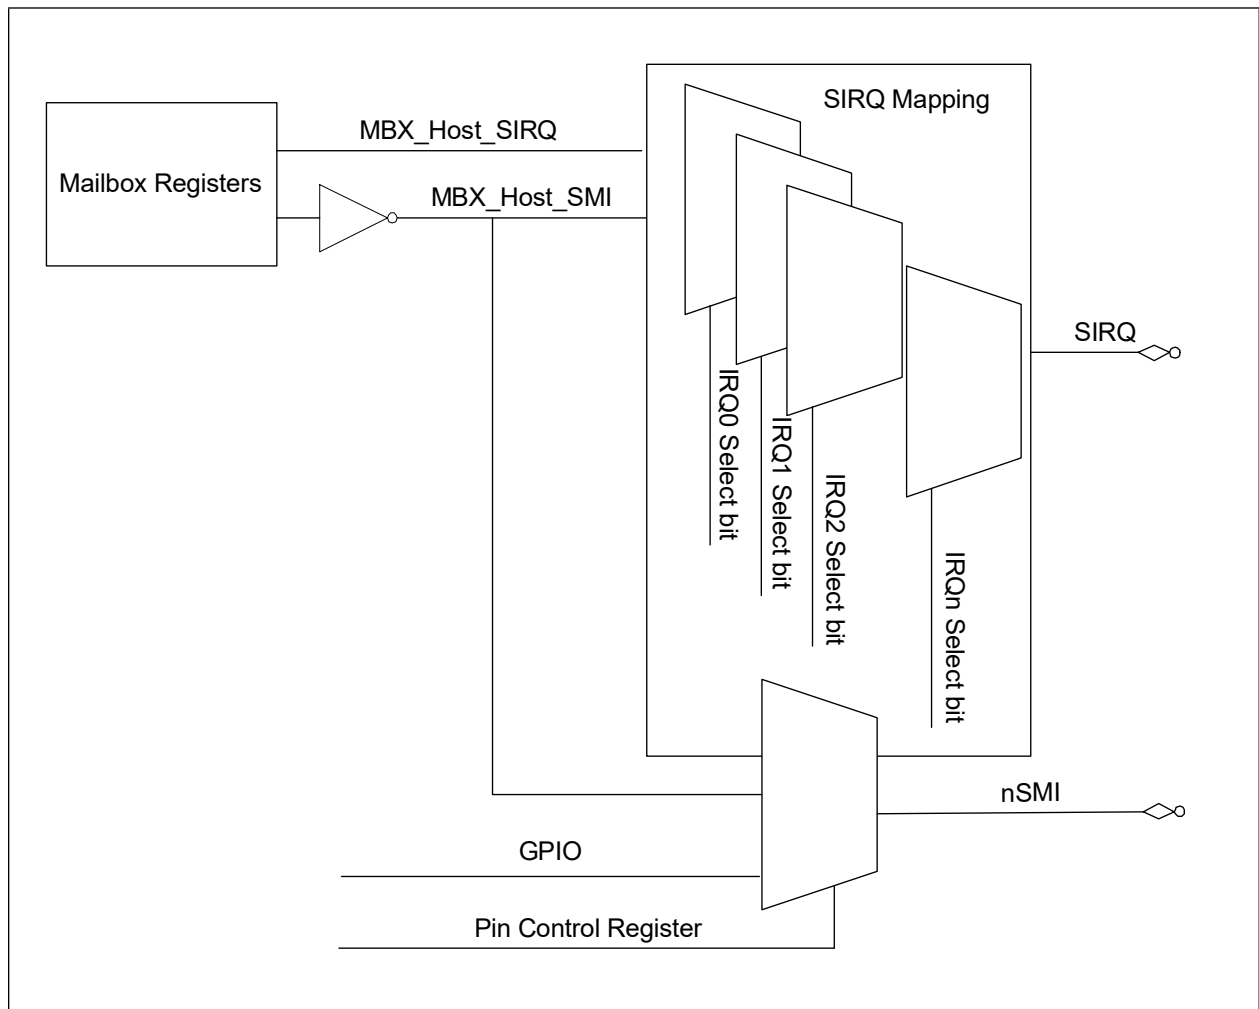 SIRQ Mapping
MBX_Host_SIRQ
Mailbox Registers
MBX_Host_SMI
SIRQ
IRQ0 Select bit
IRQ1 Select bit
IRQ2 Select bit
IRQn Select bit
nSMI
GPIO
Pin Control Register